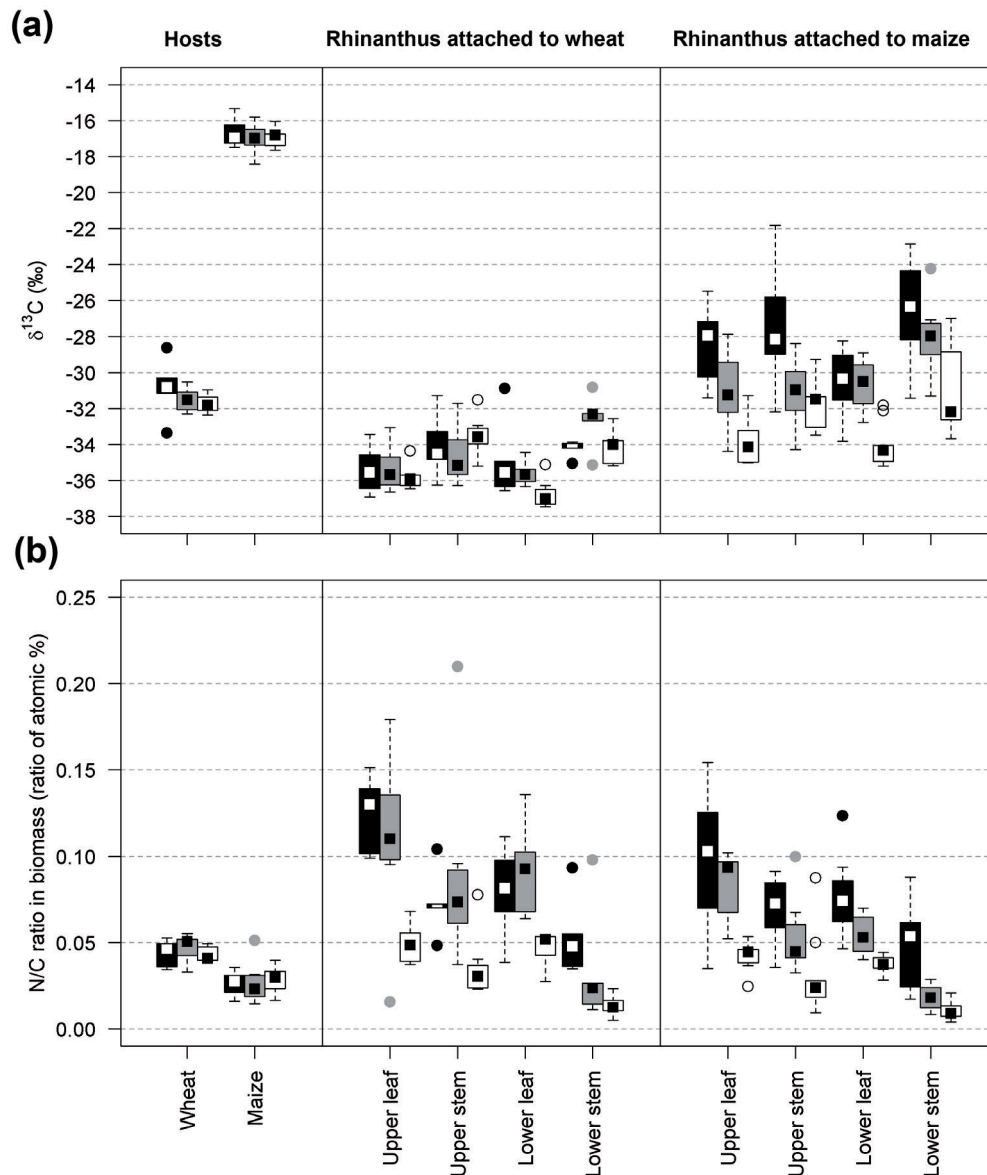 (a)
Hosts
Rhinanthus attached to wheat
Rhinanthus attached to maize
-14
-16
-18
-20
-22
-24
-26
-28
-30
-32
-34
-36
-38
δ13C (‰)
(b)
0.25
0.20
0.15
0.10
0.05
0.00
N/C ratio in biomass (ratio of atomic %)
Wheat
Maize
Upper leaf
Upper stem
Lower leaf
Lower stem
Upper leaf
Upper stem
Lower leaf
Lower stem